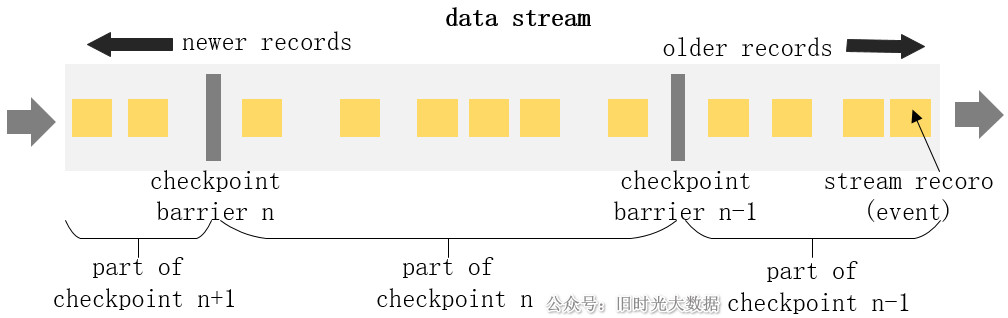 data stream
newer records
older records
checkpoint
barrier n
checkpoint
barrier n-1
stream recoro
(event)
part of
checkpoint n+1
part of
checkpoint n
part of
checkpoint n-1
公众号：旧时光大数据